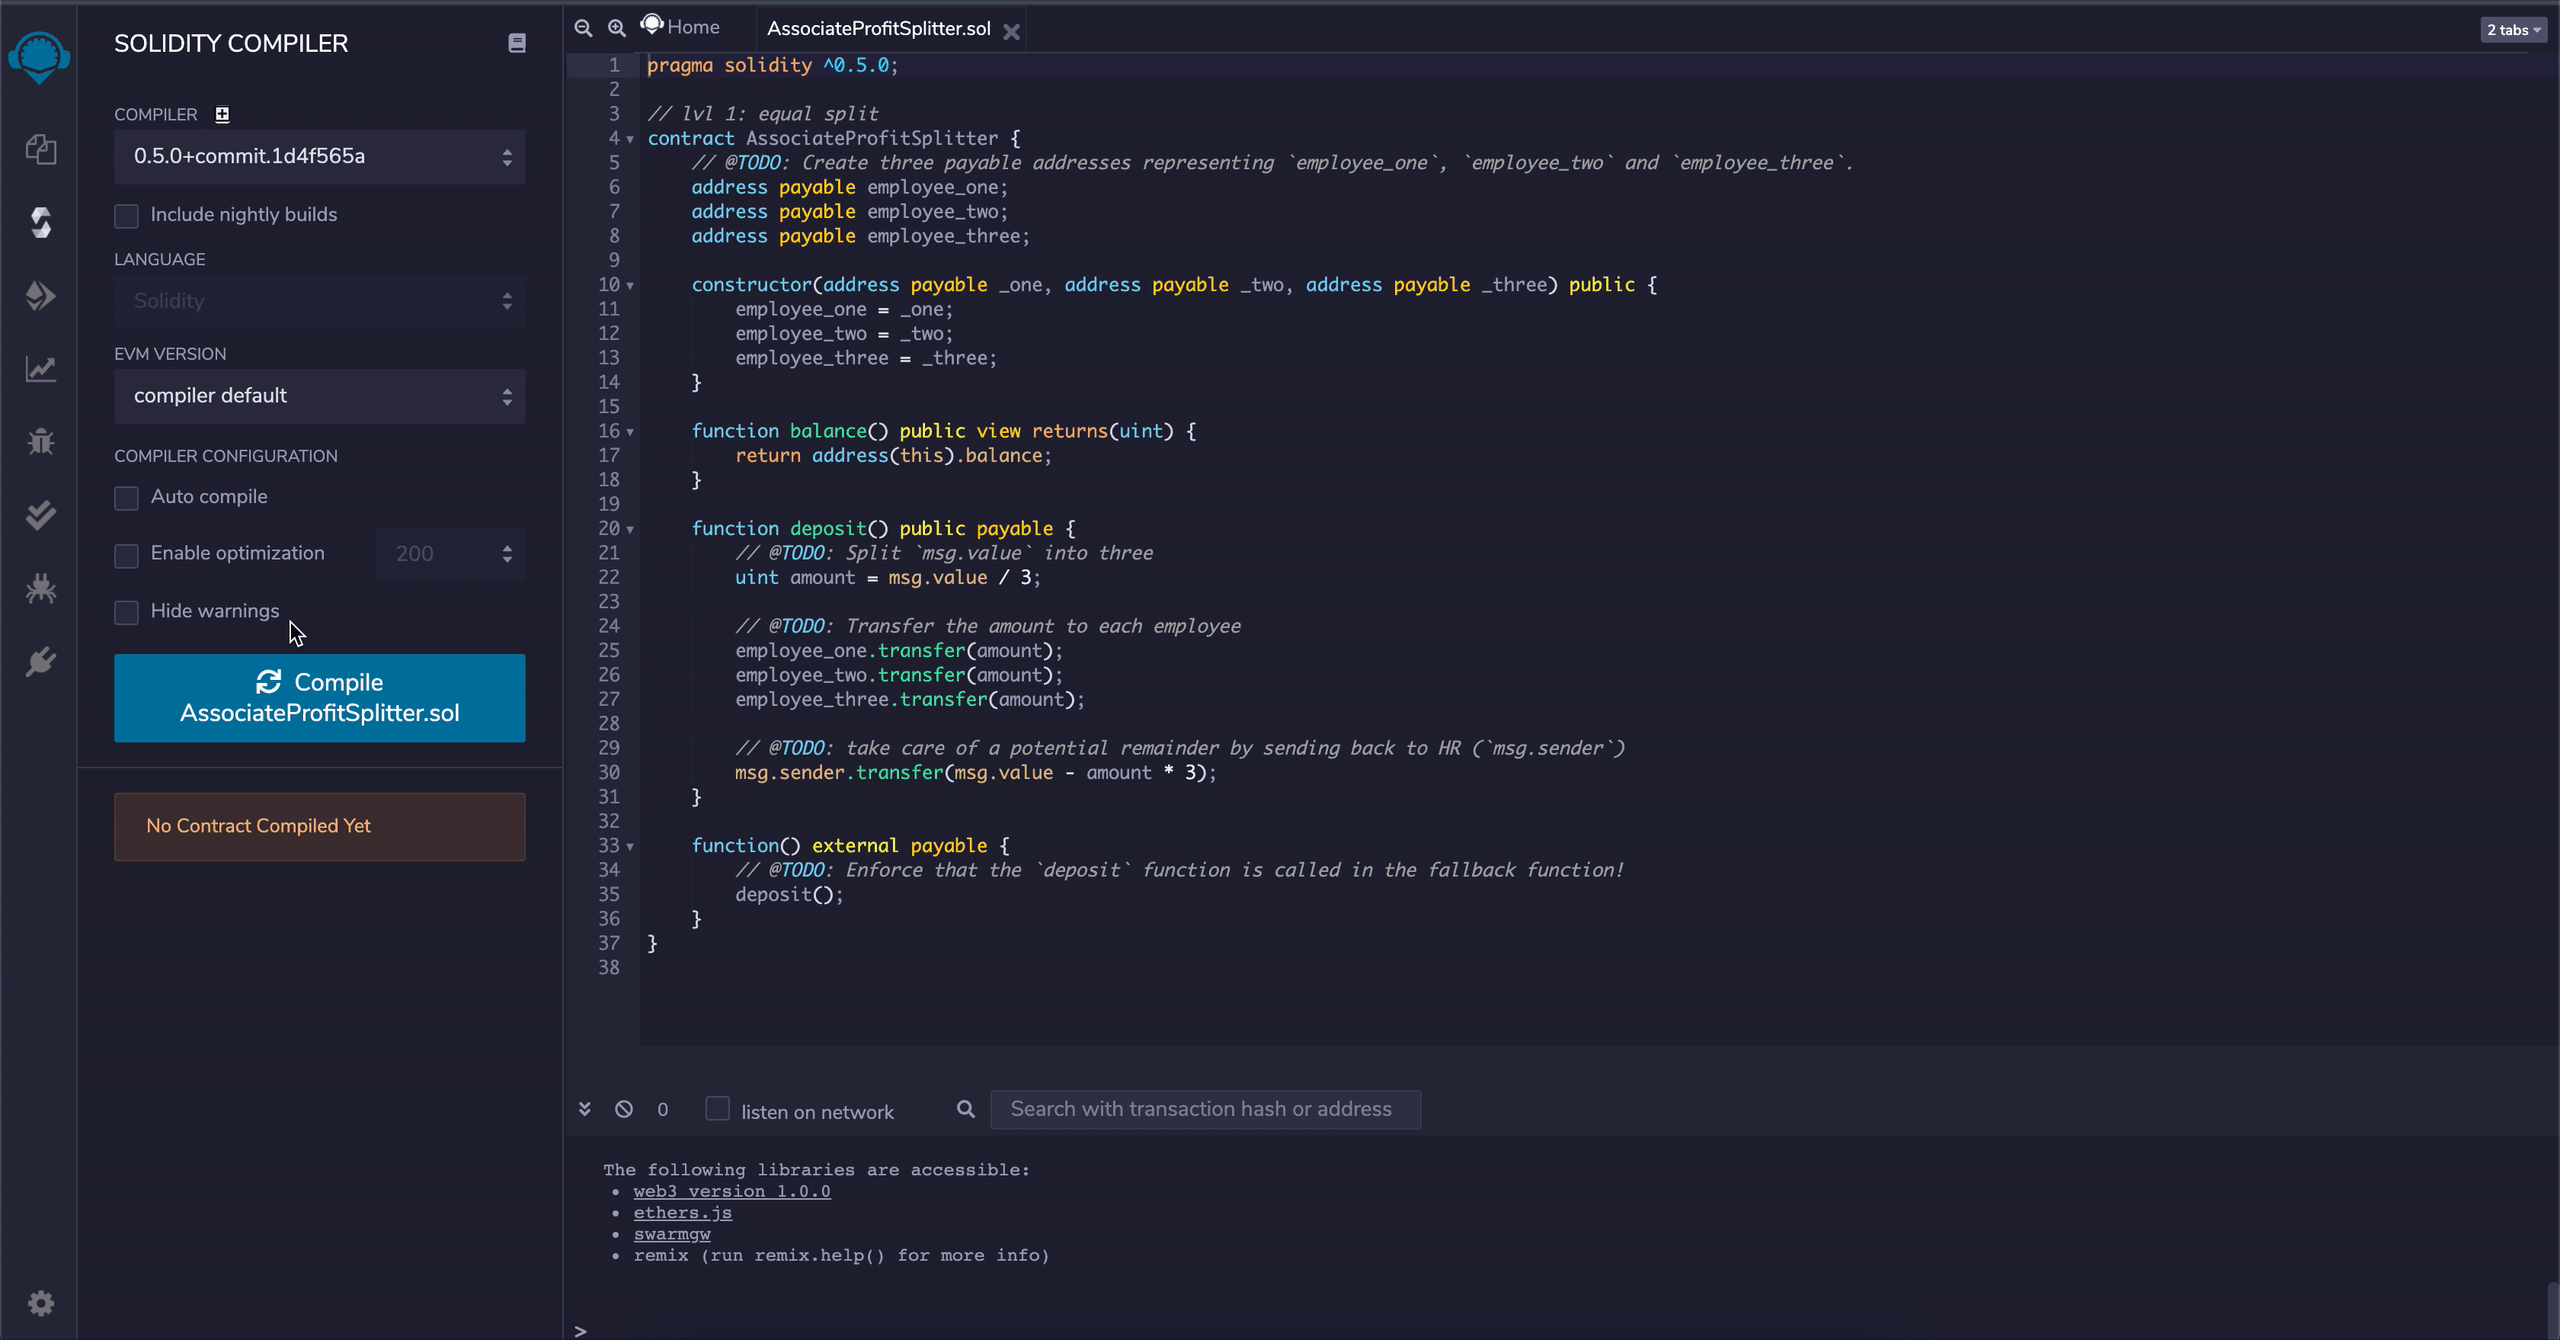 SOLIDITY COMPILER
COMPILER
0.5.0+commit.1d4f565a
Include nightly builds
LANGUAGE
Solidity
EVM VERSION
compiler default
COMPILER CONFIGURATION
Auto compile
Enable optimization
200
Hide warnings
Compile
AssociateProfitSplitter.sol
No Contract Compiled Yet
Home
AssociateProfitSplitter.sol
2 tabs
1 pragma solidity ^0.5.0;
2
3 // lvl 1: equal split
4 contract AssociateProfitSplitter {
5     // @TODO: Create three payable addresses representing `employee_one`, `employee_two` and `employee_three`.
6     address payable employee_one;
7     address payable employee_two;
8     address payable employee_three;
9
10     constructor(address payable _one, address payable _two, address payable _three) public {
11         employee_one = _one;
12         employee_two = _two;
13         employee_three = _three;
14     }
15
16     function balance() public view returns(uint) {
17         return address(this).balance;
18     }
19
20     function deposit() public payable {
21         // @TODO: Split `msg.value` into three
22         uint amount = msg.value / 3;
23
24         // @TODO: Transfer the amount to each employee
25         employee_one.transfer(amount);
26         employee_two.transfer(amount);
27         employee_three.transfer(amount);
28
29         // @TODO: take care of a potential remainder by sending back to HR (`msg.sender`)
30         msg.sender.transfer(msg.value - amount * 3);
31     }
32
33     function() external payable {
34         // @TODO: Enforce that the `deposit` function is called in the fallback function!
35         deposit();
36     }
37 }
38
0
listen on network
Search with transaction hash or address
The following libraries are accessible:
• web3 version 1.0.0
• ethers.js
• swarmgw
• remix (run remix.help() for more info)
>